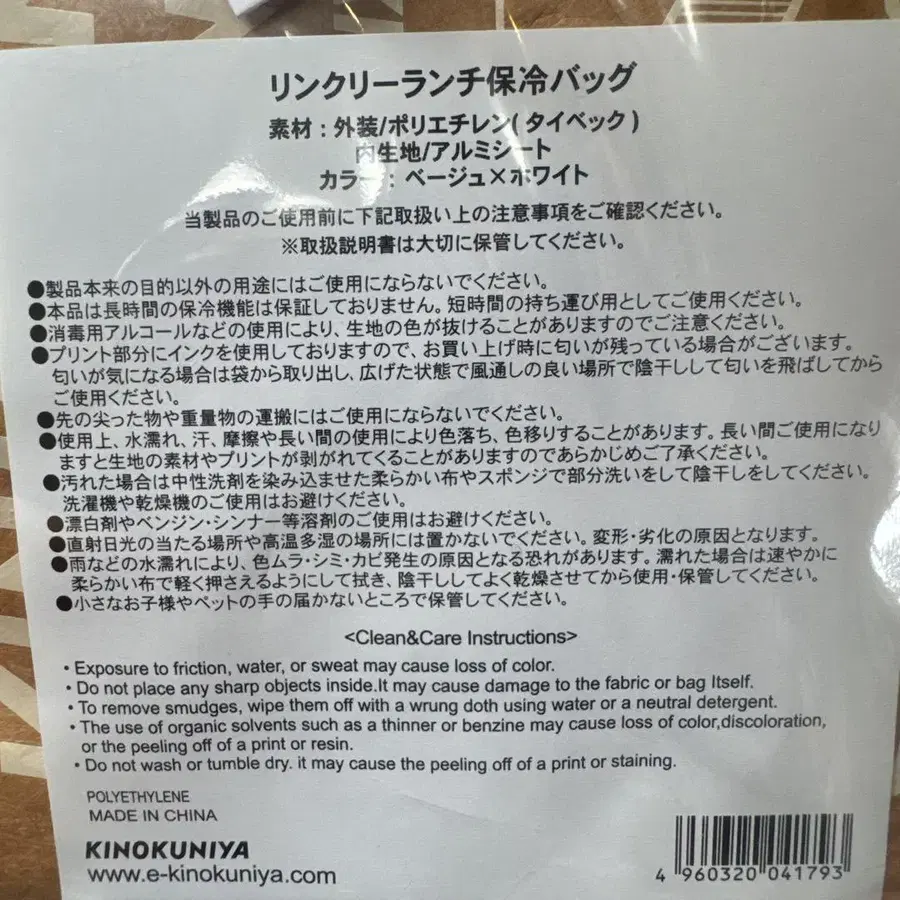 リンクリーランチ保冷バッグ
素材：外装/ポリエチレン(タイベック)
内生地/アルミシート
カラー：ベージュ×ホワイト
当製品のご使用前に下記取扱い上の注意事項をご確認ください。
※取扱説明書は大切に保管してください。
●製品本来の目的以外の用途にはご使用にならないでください。
●本品は長時間の保冷機能は保証しておりません。短時間の持ち運び用としてご使用ください。
●消毒用アルコールなどの使用により、生地の色が抜けることがありますのでご注意ください。
●プリント部分にインクを使用しておりますので、お買い上げ時に匂いが残っている場合がございます。
匂いが気になる場合は袋から取り出し、広げた状態で風通しの良い場所で陰干しして匂いを飛ばしてから
ご使用ください。
●先の尖った物や重量物の運搬にはご使用にならないでください。
●使用上、水濡れ、汗、摩擦や長い間の使用により色落ち、色移りすることがあります。長い間ご使用になり
ますと生地の素材やプリントが剥がれてくることがありますのであらかじめご了承ください。
●汚れた場合は中性洗剤を染み込ませた柔らかい布やスポンジで部分洗いをして陰干しをしてください。
洗濯機や乾燥機のご使用はお避けください。
●漂白剤やベンジン・シンナー等溶剤のご使用はお避けください。
●直射日光の当たる場所や高温多湿の場所には置かないでください。変形・劣化の原因となります。
●雨などの水濡れにより、色ムラ・シミ・カビ発生の原因となる恐れがあります。濡れた場合は速やかに
柔らかい布で軽く押さえるようにして拭き、陰干ししてよく乾燥させてから使用・保管してください。
●小さなお子様やペットの手の届かないところで保管してください。
<Clean&Care Instructions>
・Exposure to friction, water, or sweat may cause loss of color.
・Do not place any sharp objects inside.It may cause damage to the fabric or bag Itself.
・To remove smudges, wipe them off with a wrung doth using water or a neutral detergent.
・The use of organic solvents such as a thinner or benzine may cause loss of color,discoloration,
or the peeling off of a print or resin.
・Do not wash or tumble dry. it may cause the peeling off of a print or staining.
POLYETHYLENE
MADE IN CHINA
KINOKUNIYA
www.e-kinokuniya.com
4 960320 041793